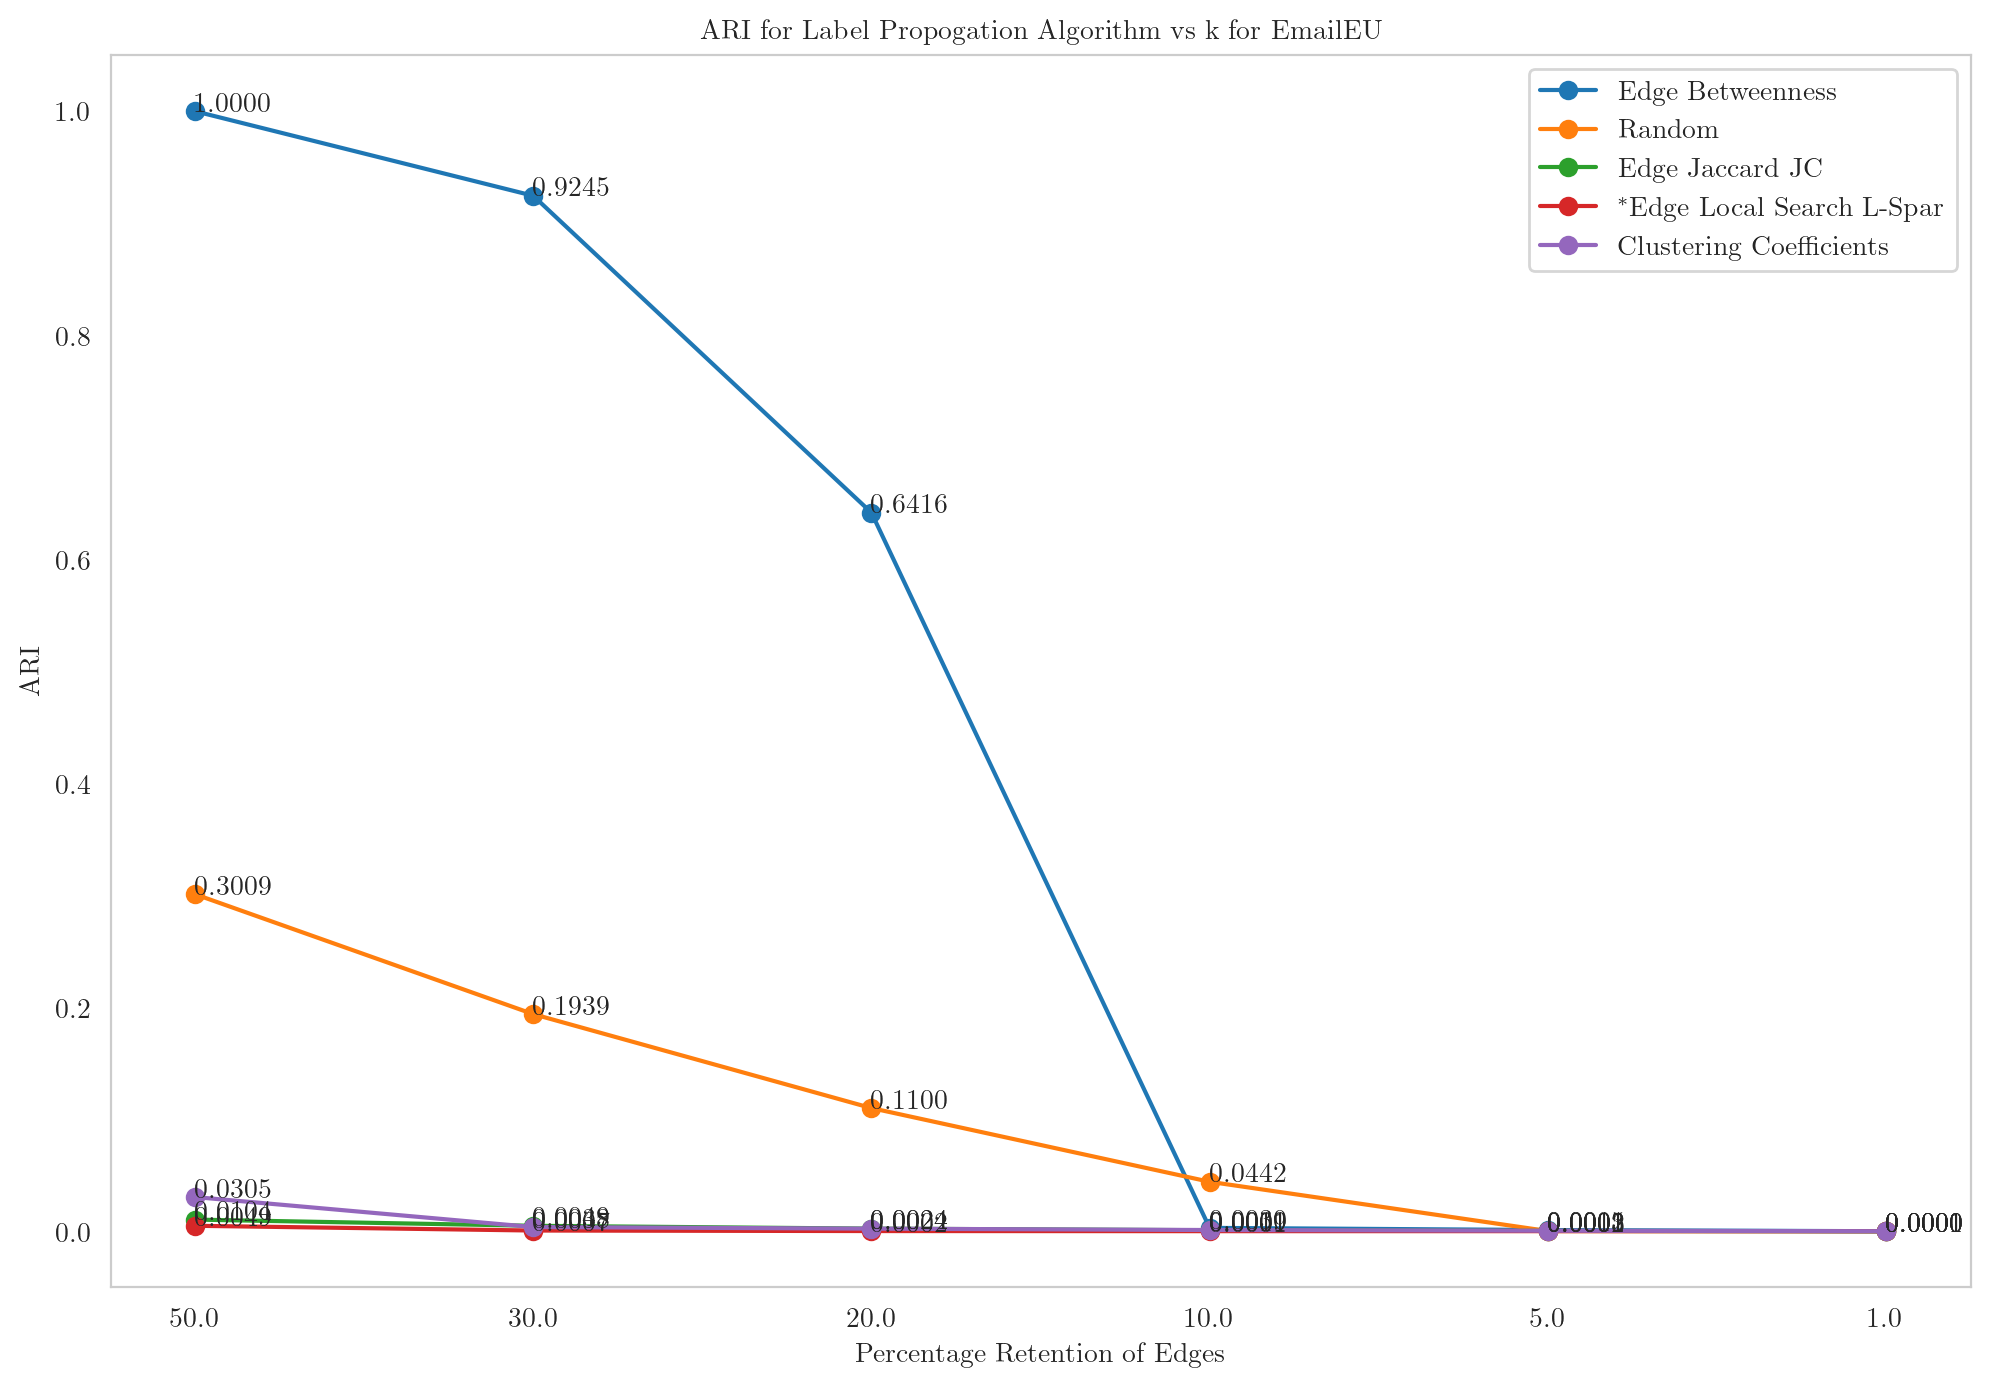 ARI for Label Propogation Algorithm vs k for EmailEU
Edge Betweenness
Random
Edge Jaccard JC
*Edge Local Search L-Spar
Clustering Coefficients
1.0
0.8
0.6
0.4
0.2
0.0
ARI
1.0000
0.9245
0.6416
0.3009
0.1939
0.1100
0.0442
0.0305
50.0
30.0
20.0
10.0
5.0
1.0
Percentage Retention of Edges